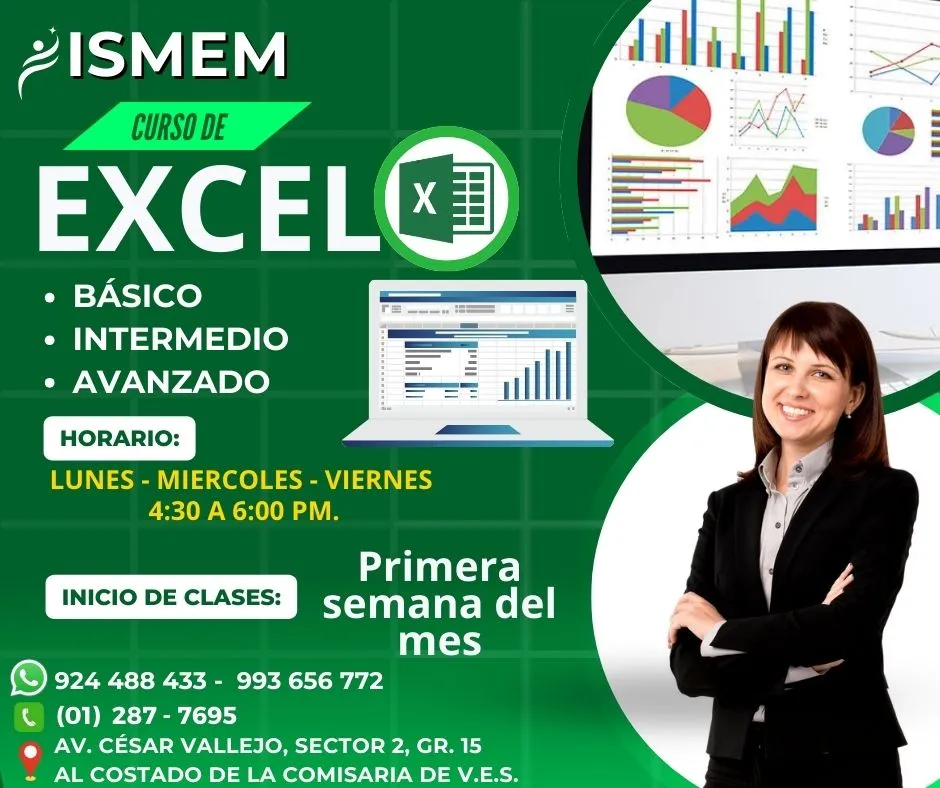 ISMEM
CURSO DE
EXCEL
X
• BÁSICO
• INTERMEDIO
• AVANZADO
HORARIO:
LUNES - MIERCOLES - VIERNES
4:30 A 6:00 PM.
INICIO DE CLASES:
Primera
semana del
mes
924 488 433 - 993 656 772
(01) 287 - 7695
AV. CÉSAR VALLEJO, SECTOR 2, GR. 15
AL COSTADO DE LA COMISARIA DE V.E.S.